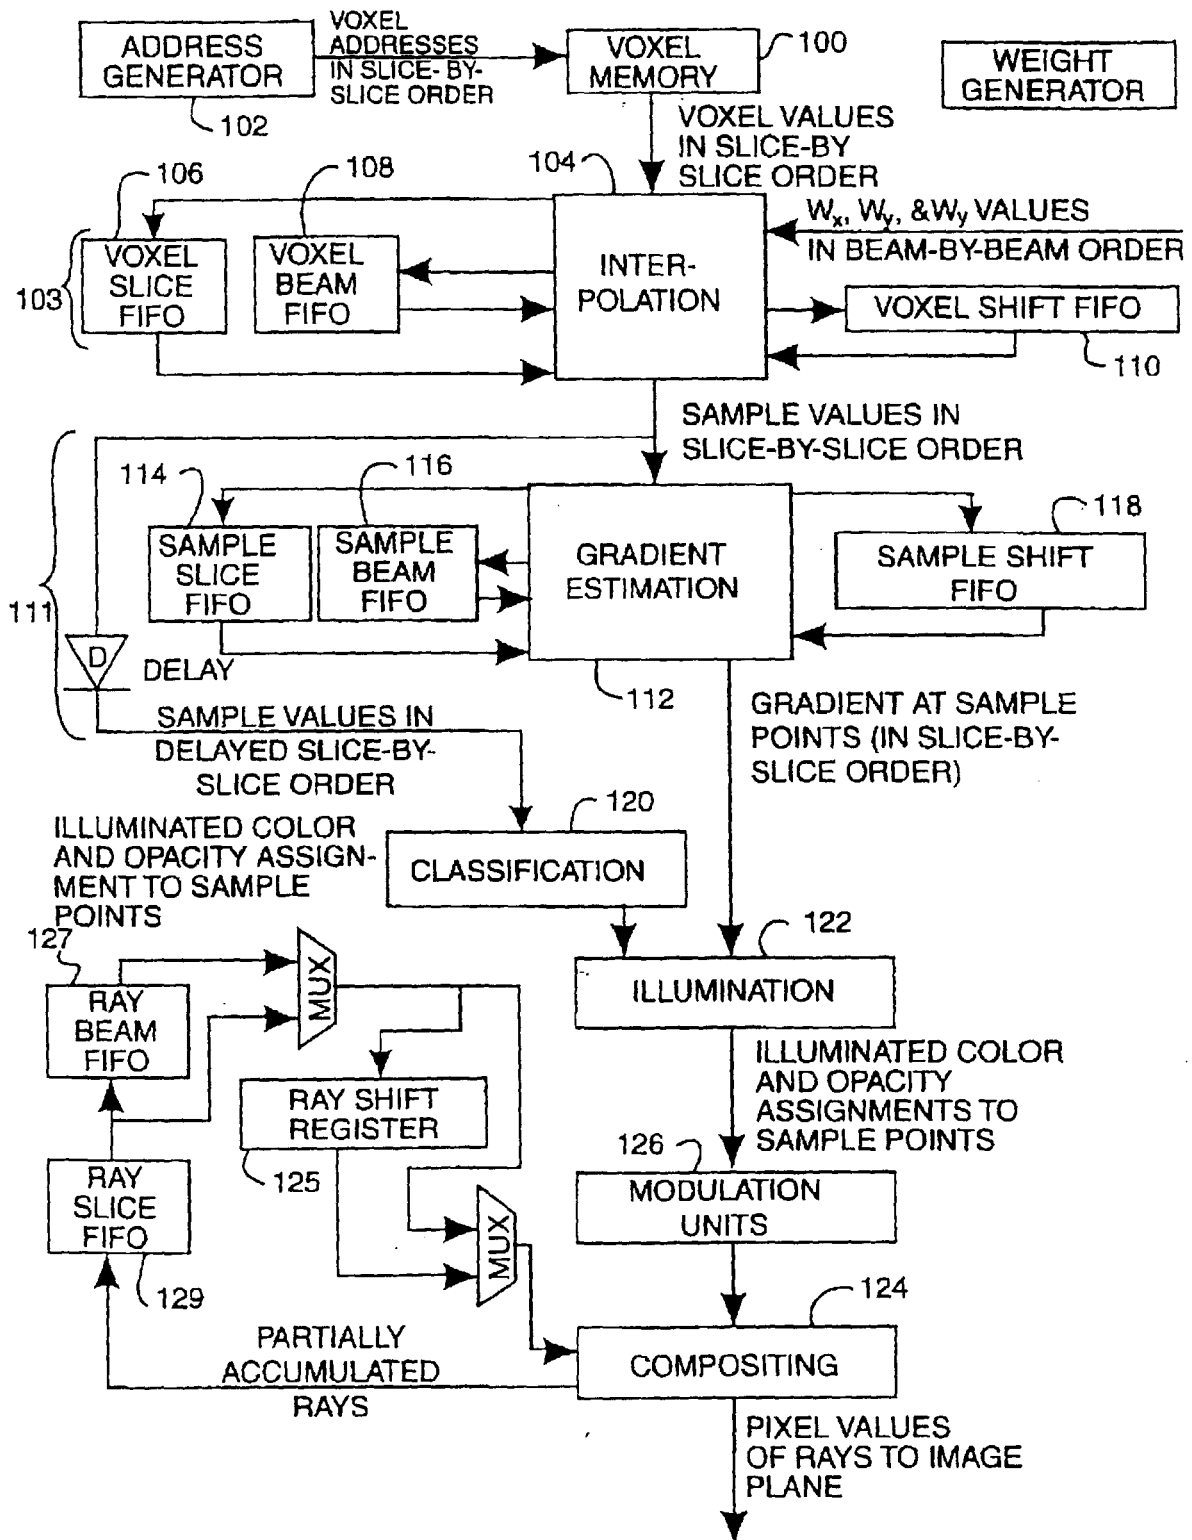 ADDRESS
GENERATOR
102
VOXEL
ADDRESSES
IN SLICE- BY-
SLICE ORDER
VOXEL
MEMORY
100
WEIGHT
GENERATOR
VOXEL VALUES
IN SLICE-BY
SLICE ORDER
106
108
104
103
VOXEL
SLICE
FIFO
VOXEL
BEAM
FIFO
INTER-
POLATION
Wx, Wy, &Wy VALUES
IN BEAM-BY-BEAM ORDER
VOXEL SHIFT FIFO
110
SAMPLE VALUES IN
SLICE-BY-SLICE ORDER
111
114
116
SAMPLE
SLICE
FIFO
SAMPLE
BEAM
FIFO
GRADIENT
ESTIMATION
112
118
SAMPLE SHIFT
FIFO
D
DELAY
SAMPLE VALUES IN
DELAYED SLICE-BY-
SLICE ORDER
GRADIENT AT SAMPLE
POINTS (IN SLICE-BY-
SLICE ORDER)
120
CLASSIFICATION
ILLUMINATED COLOR
AND OPACITY ASSIGN-
MENT TO SAMPLE
POINTS
122
ILLUMINATION
127
RAY
BEAM
FIFO
MUX
RAY SHIFT
REGISTER
125
ILLUMINATED COLOR
AND OPACITY
ASSIGNMENTS TO
SAMPLE POINTS
126
MODULATION
UNITS
RAY
SLICE
FIFO
129
MUX
124
COMPOSITING
PARTIALLY
ACCUMULATED
RAYS
PIXEL VALUES
OF RAYS TO IMAGE
PLANE